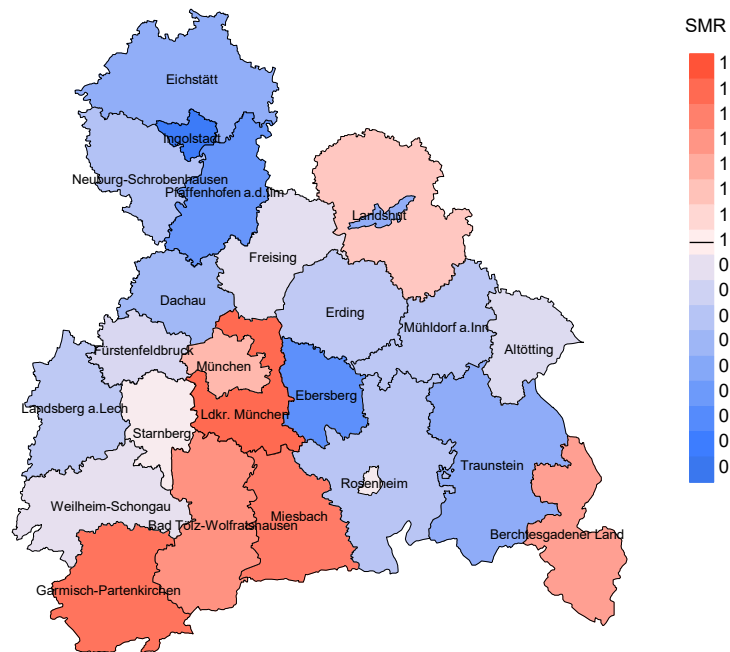 SMR
Eichstätt
Ingolstadt
Neuburg-Schrobenhausen
Pfaffenhofen a.d.Ilm
Landshut
Freising
Dachau
Erding
Mühldorf a.Inn
Altötting
Fürstenfeldbruck
München
Ebersberg
Landsberg a.Lech
Ldkr. München
Starnberg
Traunstein
Rosenheim
Weilheim-Schongau
Bad Tölz-Wolfratshausen
Miesbach
Berchtesgadener Land
Garmisch-Partenkirchen
1
1
1
1
1
1
1
1
0
0
0
0
0
0
0
0
0